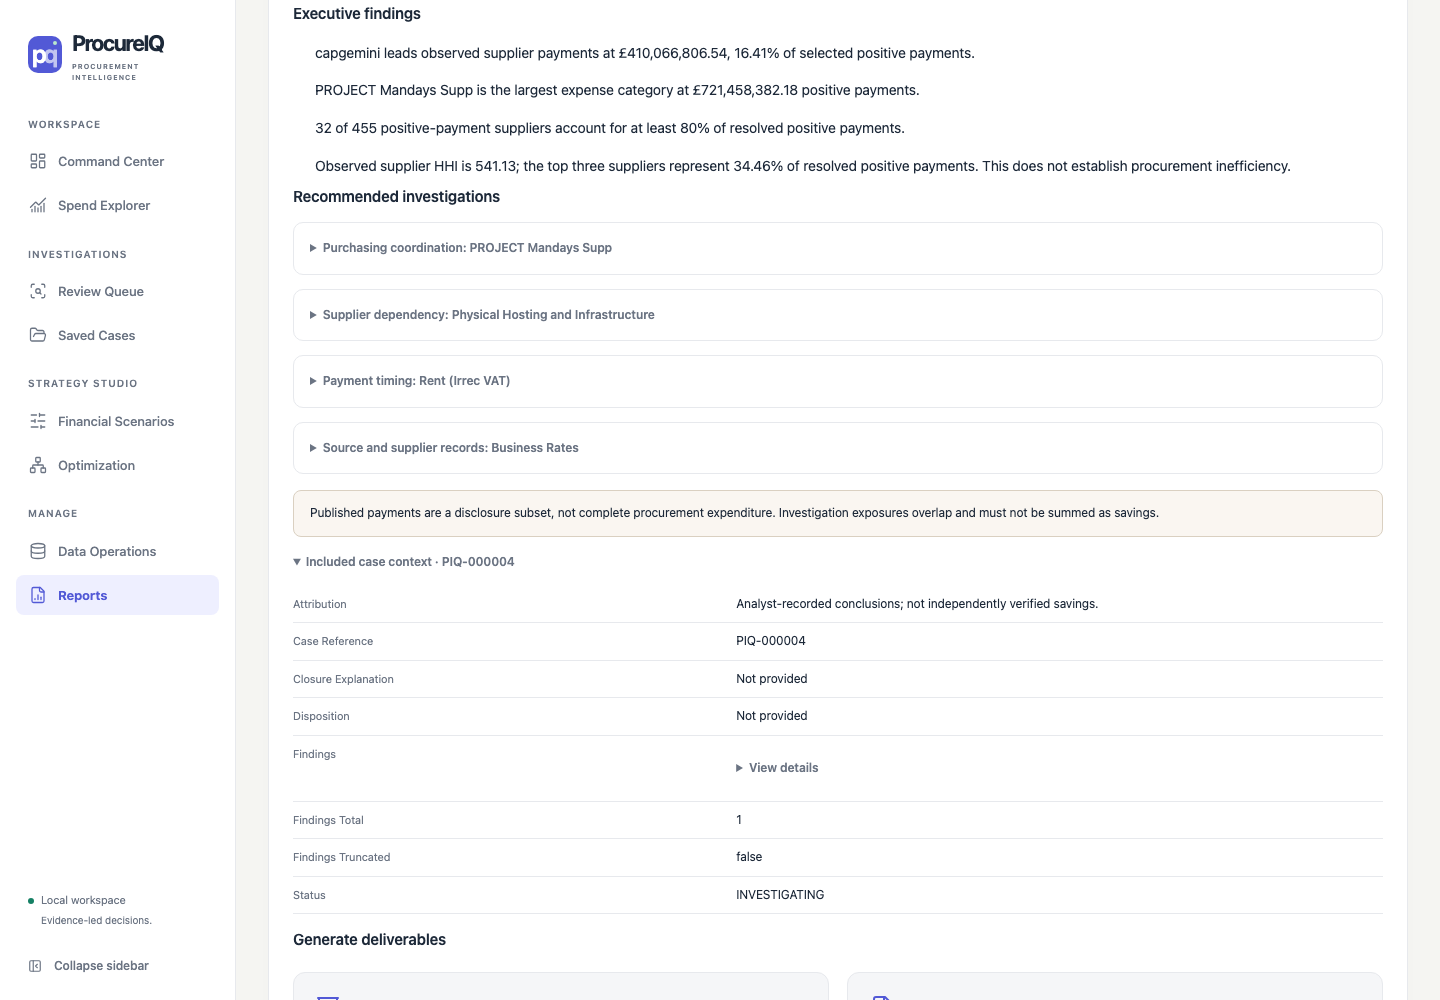 pq
ProcureIQ
PROCUREMENT
INTELLIGENCE
WORKSPACE
Command Center
Spend Explorer
INVESTIGATIONS
Review Queue
Saved Cases
STRATEGY STUDIO
Financial Scenarios
Optimization
MANAGE
Data Operations
Reports
Local workspace
Evidence-led decisions.
Collapse sidebar
Executive findings
capgemini leads observed supplier payments at £410,066,806.54, 16.41% of selected positive payments.
PROJECT Mandays Supp is the largest expense category at £721,458,382.18 positive payments.
32 of 455 positive-payment suppliers account for at least 80% of resolved positive payments.
Observed supplier HHI is 541.13; the top three suppliers represent 34.46% of resolved positive payments. This does not establish procurement inefficiency.
Recommended investigations
Purchasing coordination: PROJECT Mandays Supp
Supplier dependency: Physical Hosting and Infrastructure
Payment timing: Rent (Irrec VAT)
Source and supplier records: Business Rates
Published payments are a disclosure subset, not complete procurement expenditure. Investigation exposures overlap and must not be summed as savings.
Included case context · PIQ-000004
Attribution Analyst-recorded conclusions; not independently verified savings.
Case Reference PIQ-000004
Closure Explanation Not provided
Disposition Not provided
Findings View details
Findings Total 1
Findings Truncated false
Status INVESTIGATING
Generate deliverables